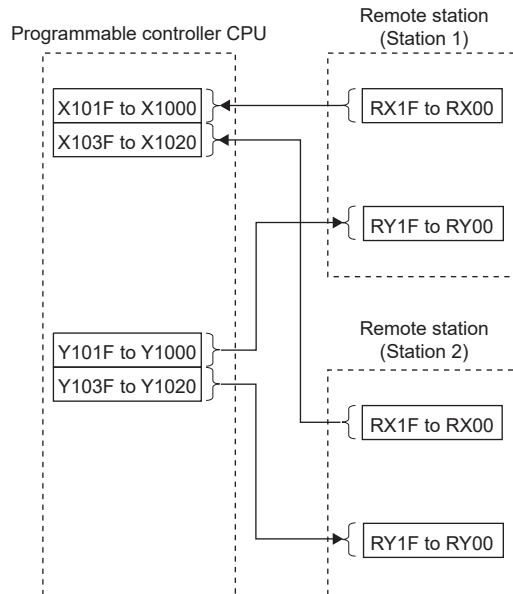 Programmable controller CPU
Remote station
(Station 1)
X101F to X1000
X103F to X1020
RX1F to RX00
RY1F to RY00
Y101F to Y1000
Y103F to Y1020
Remote station
(Station 2)
RX1F to RX00
RY1F to RY00